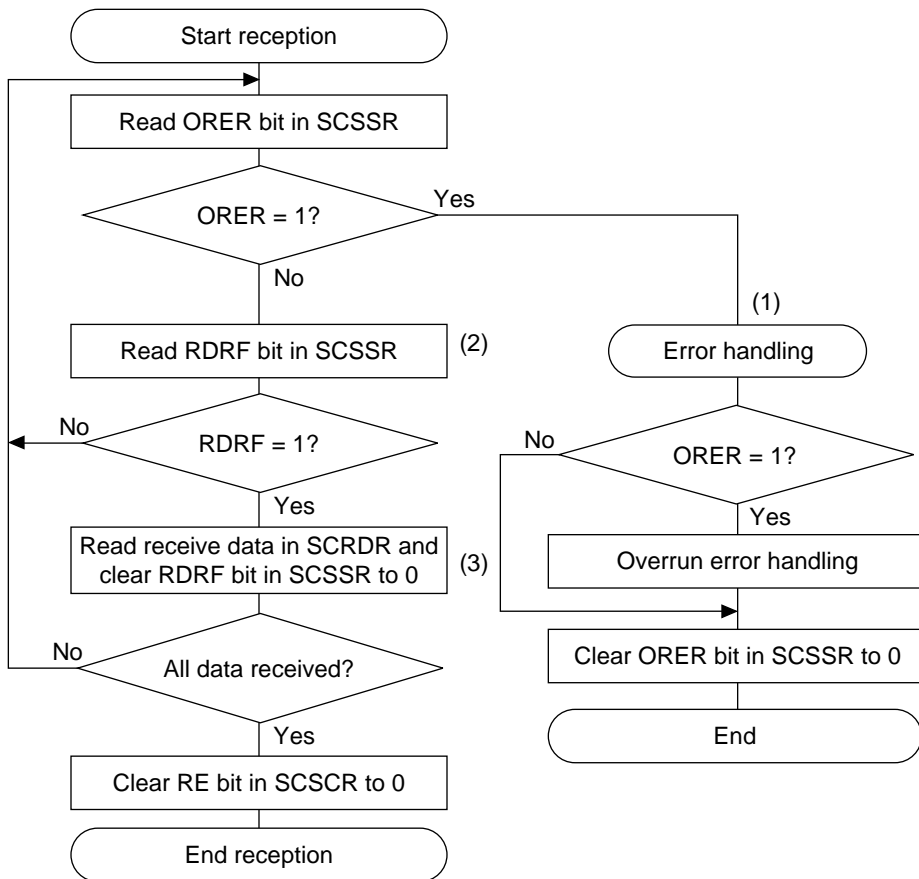 Start reception
Read ORER bit in SCSSR
ORER = 1?
Yes
No
Read RDRF bit in SCSSR
(2)
RDRF = 1?
No
Yes
Read receive data in SCRDR and
clear RDRF bit in SCSSR to 0
(3)
All data received?
No
Yes
Clear RE bit in SCSCR to 0
End reception
(1)
Error handling
ORER = 1?
No
Yes
Overrun error handling
Clear ORER bit in SCSSR to 0
End